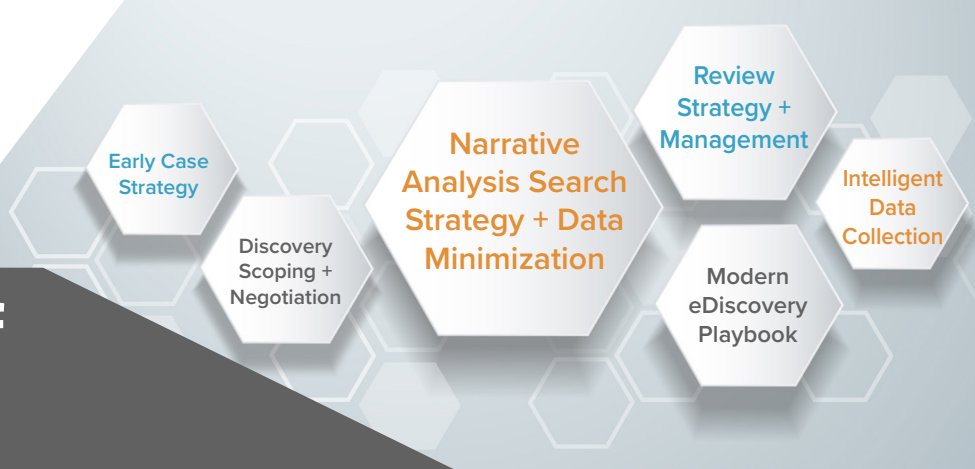 Early Case
Strategy
Discovery
Scoping +
Negotiation
Narrative
Analysis Search
Strategy + Data
Minimization
Review
Strategy +
Management
Modern
eDiscovery
Playbook
Intelligent
Data
Collection